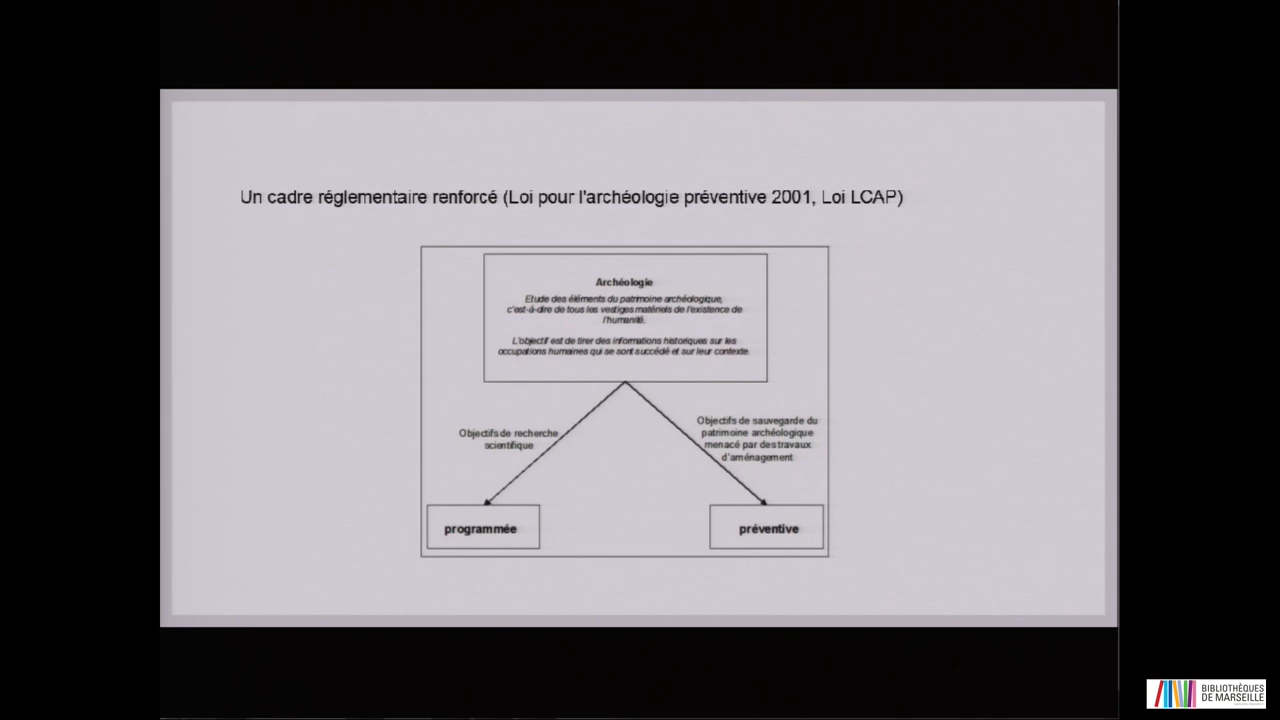 Un cadre réglementaire renforcé (Loi pour l'archéologie préventive 2001, Loi LCAP)
Archéologie
Etude des éléments du patrimoine archéologique,
c'est-à-dire de tous les vestiges matériels de l'existence de
l'humanité.
L'objectif est de tirer des informations historiques sur les
occupations humaines qui se sont succédé et sur leur contexte.
Objectifs de recherche
scientifique
Objectifs de sauvegarde du
patrimoine archéologique
menacé par des travaux
d'aménagement
programmée
préventive
BIBLIOTHÈQUES
DE MARSEILLE